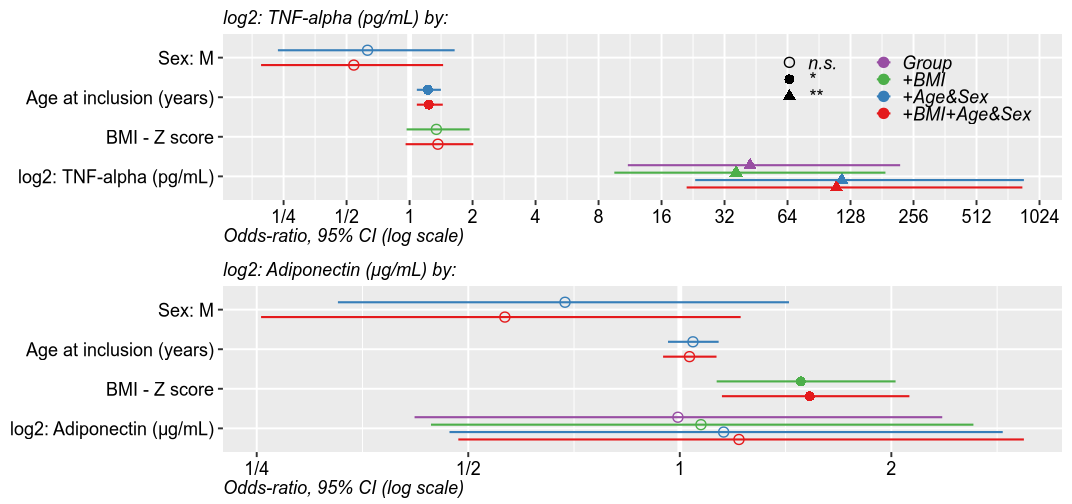 log2: TNF-alpha (pg/mL) by:
Sex: M
Age at inclusion (years)
BMI - Z score
log2: TNF-alpha (pg/mL)
n.s.
*
**
Group
+BMI
+Age&Sex
+BMI+Age&Sex
1/4 1/2 1 2 4 8 16 32 64 128 256 512 1024
Odds-ratio, 95% CI (log scale)
log2: Adiponectin (µg/mL) by:
Sex: M
Age at inclusion (years)
BMI - Z score
log2: Adiponectin (µg/mL)
1/4 1/2 1 2
Odds-ratio, 95% CI (log scale)